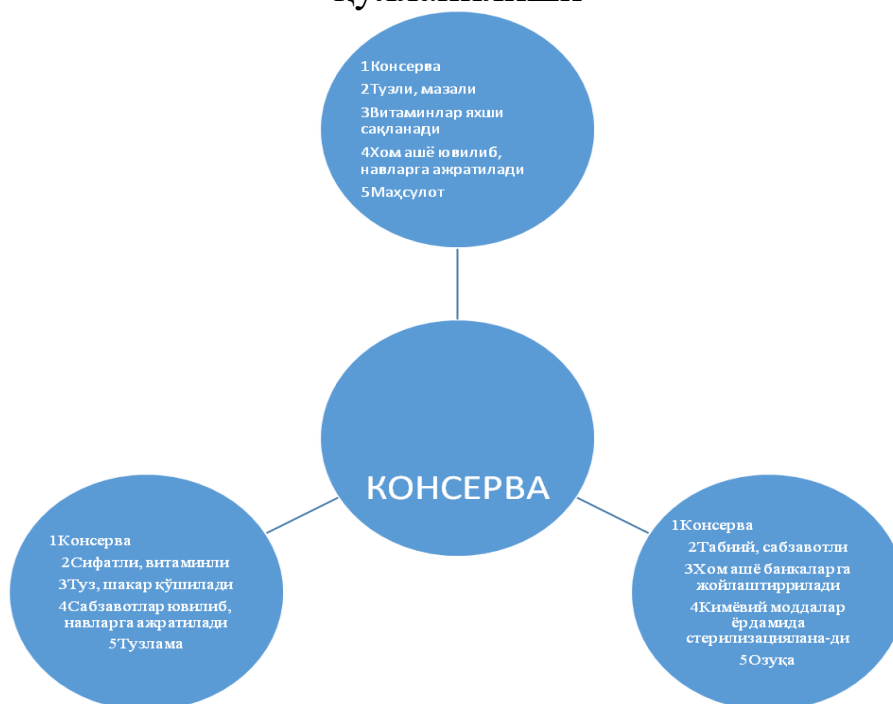 қўлланилиши
1Консерва
2Тузли, мазали
3Витаминлар яхши
сақланади
4Хом ашё ювилиб,
навларга ажратилади
5Маҳсулот
КОНСЕРВА
1Консерва
2Сифатли, витаминли
3Туз, шакар қўшилади
4Сабзавотлар ювилиб,
навларга ажратилади
5Тузлама
1Консерва
2Табиий, сабзавотли
3Хом ашё банкаларга
жойлаштиррилади
4Кимёвий моддалар
ёрдамида
стерилизациялана-ди
5Озуқа